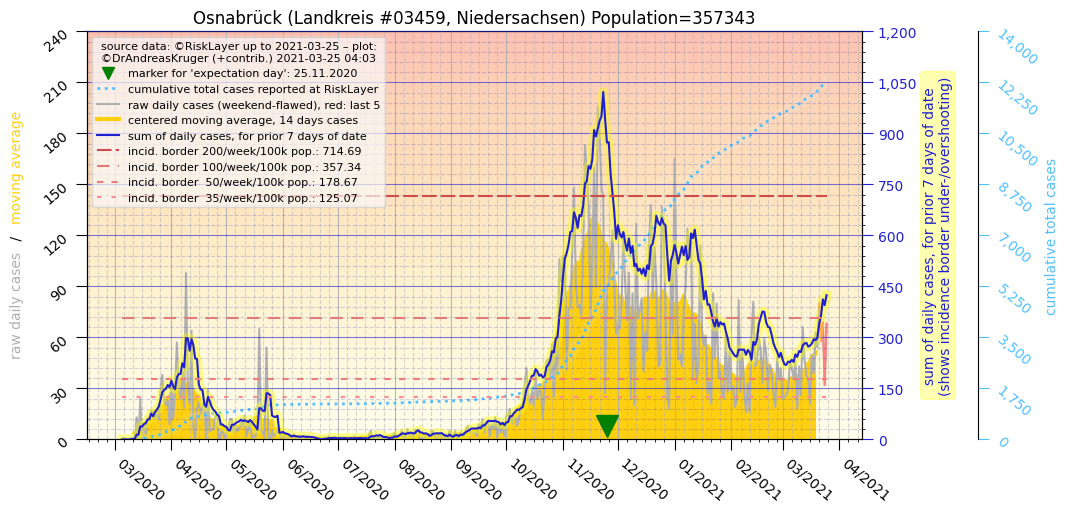 Osnabrück (Landkreis #03459, Niedersachsen) Population=357343
source data: ©RiskLayer up to 2021-03-25 – plot:
©DrAndreasKruger (+contrib.) 2021-03-25 04:03
marker for 'expectation day': 25.11.2020
cumulative total cases reported at RiskLayer
raw daily cases (weekend-flawed), red: last 5
centered moving average, 14 days cases
sum of daily cases, for prior 7 days of date
incid. border 200/week/100k pop.: 714.69
incid. border 100/week/100k pop.: 357.34
incid. border  50/week/100k pop.: 178.67
incid. border  35/week/100k pop.: 125.07
raw daily cases  /  moving average
240
210
180
150
120
90
60
30
0
03/2020
04/2020
05/2020
06/2020
07/2020
08/2020
09/2020
10/2020
11/2020
12/2020
01/2021
02/2021
03/2021
04/2021
1,200
1,050
900
750
600
450
300
150
0
sum of daily cases, for prior 7 days of date
(shows incidence border under-/overshooting)
14,000
12,250
10,500
8,750
7,000
5,250
3,500
1,750
0
cumulative total cases